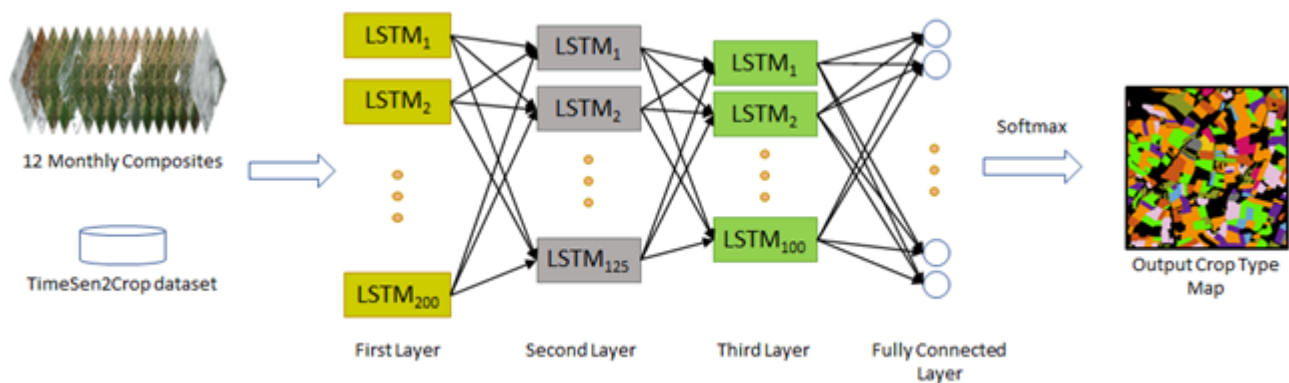 12 Monthly Composites
TimeSen2Crop dataset
LSTM₁
LSTM₂
LSTM₂₀₀
First Layer
LSTM₁
LSTM₂
LSTM₁₂₅
Second Layer
LSTM₁
LSTM₂
LSTM₁₀₀
Third Layer
Fully Connected
Layer
Softmax
Output Crop Type
Map